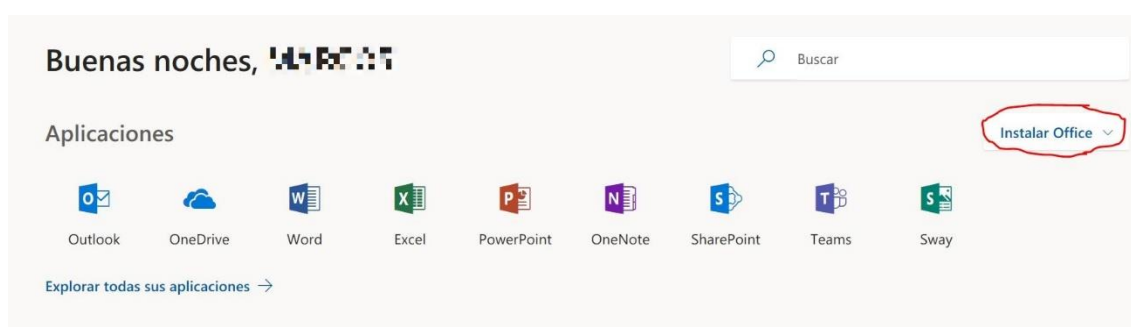 Buenas noches,
Buscar
Aplicaciones
Instalar Office
Outlook OneDrive Word Excel PowerPoint OneNote SharePoint Teams Sway
Explorar todas sus aplicaciones →